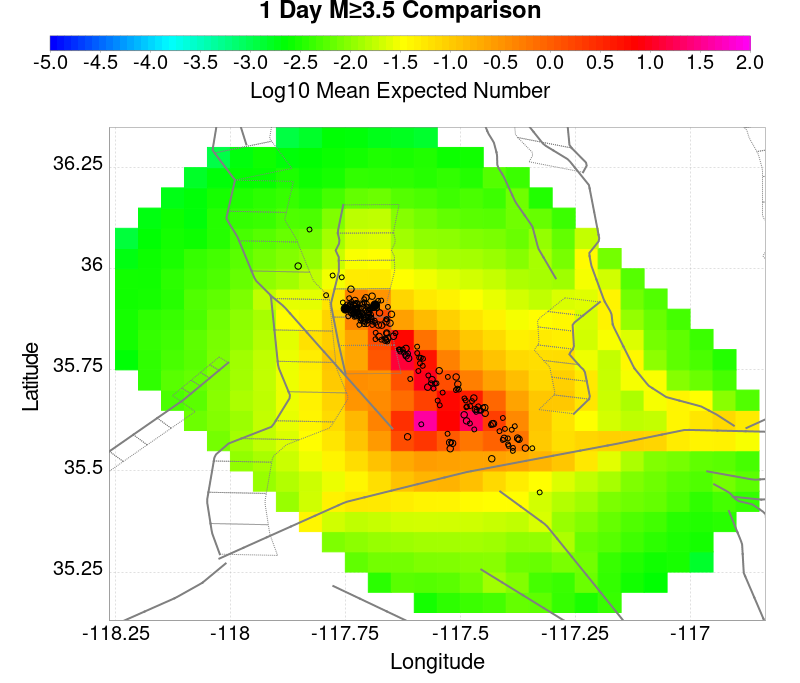 1 Day M≥3.5 Comparison
-5.0 -4.5 -4.0 -3.5 -3.0 -2.5 -2.0 -1.5 -1.0 -0.5 0.0 0.5 1.0 1.5 2.0
Log10 Mean Expected Number
36.25
36
35.75
35.5
35.25
Latitude
-118.25 -118 -117.75 -117.5 -117.25 -117
Longitude